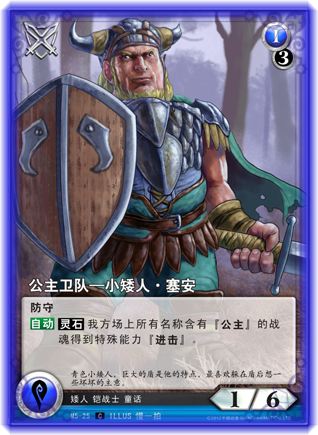 1
3
公主卫队—小矮人·塞安
防守
自动 灵石 我方场上所有名称含有『公主』的战
魂得到特殊能力『进击』。
青色小矮人，巨大的盾是他的特点，最喜欢躲在盾后想一
些坏坏的主意。
1/6
矮人 铠战士 童话
C ILLUS 慢一拍